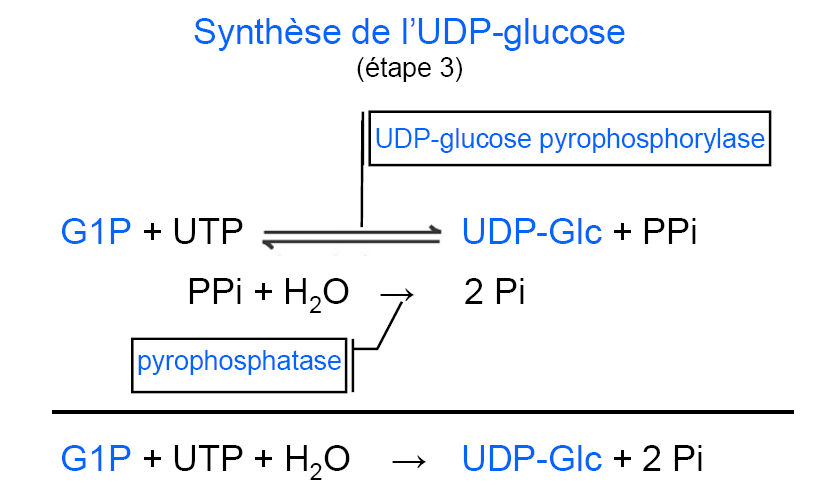 Synthèse de l’UDP-glucose
(étape 3)
UDP-glucose pyrophosphorylase
G1P + UTP ⇌ UDP-Glc + PPi
PPi + H₂O → 2 Pi
pyrophosphatase
G1P + UTP + H₂O → UDP-Glc + 2 Pi